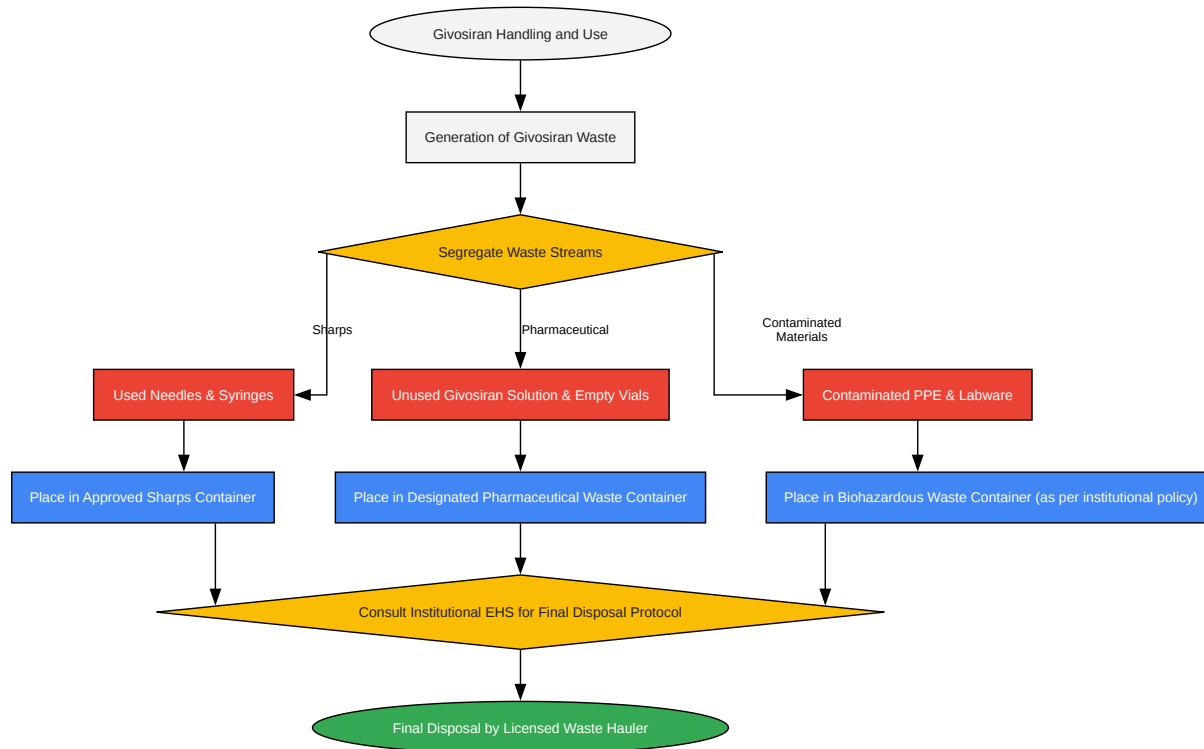 Givosiran Handling and Use
Generation of Givosiran Waste
Segregate Waste Streams
Sharps
Pharmaceutical
Contaminated
Materials
Used Needles & Syringes
Unused Givosiran Solution & Empty Vials
Contaminated PPE & Labware
Place in Approved Sharps Container
Place in Designated Pharmaceutical Waste Container
Place in Biohazardous Waste Container (as per institutional policy)
Consult Institutional EHS for Final Disposal Protocol
Final Disposal by Licensed Waste Hauler